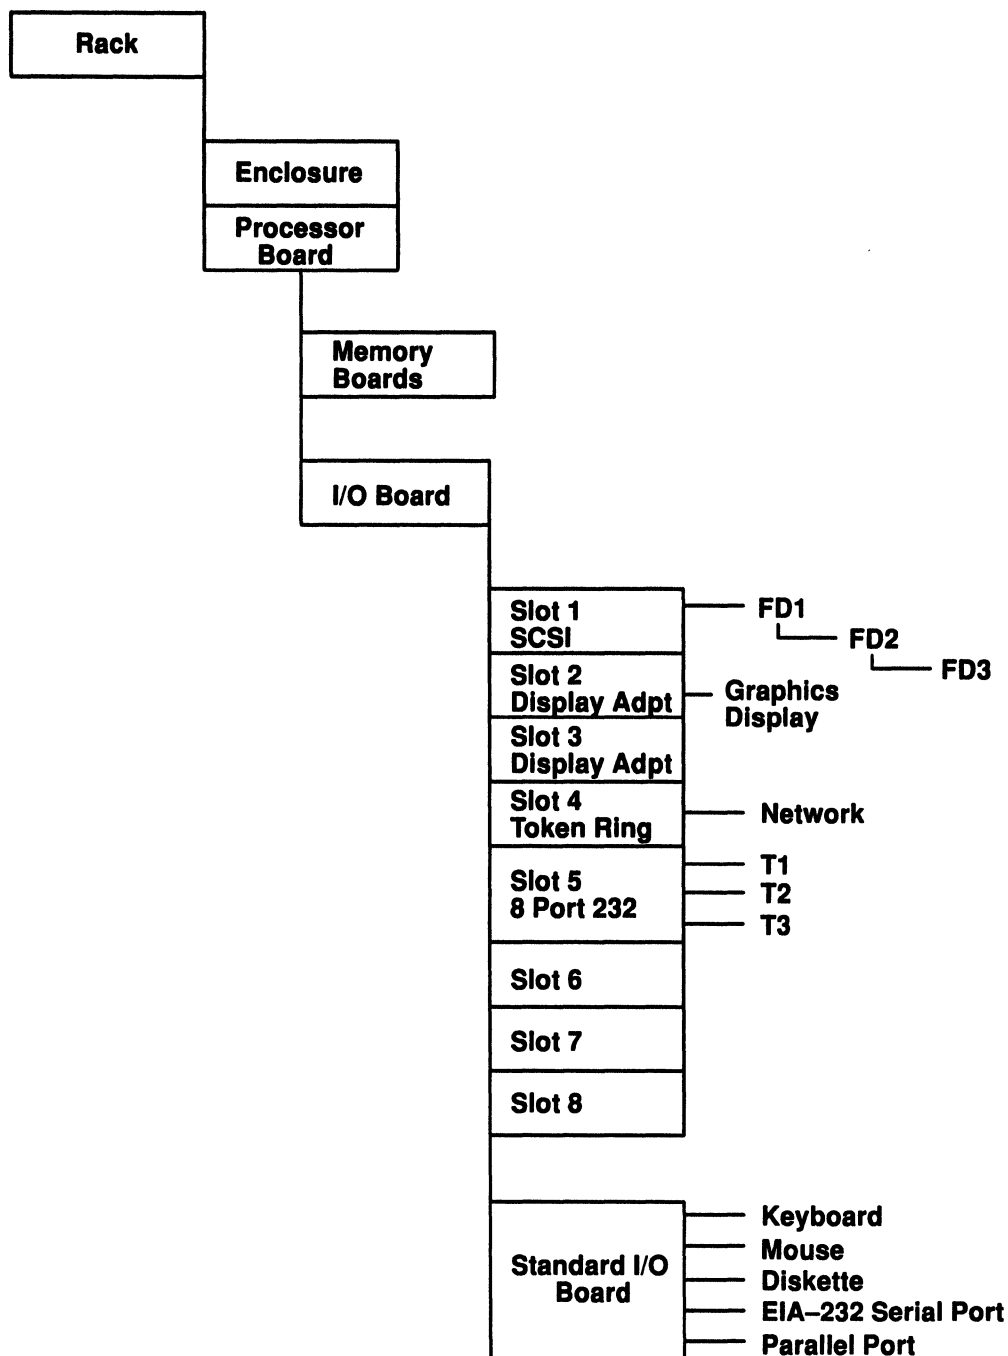 Rack
Enclosure
Processor
Board
Memory
Boards
I/O Board
Slot 1
SCSI
FD1
FD2
FD3
Slot 2
Display Adpt
Graphics
Display
Slot 3
Display Adpt
Slot 4
Token Ring
Network
Slot 5
8 Port 232
T1
T2
T3
Slot 6
Slot 7
Slot 8
Standard I/O
Board
Keyboard
Mouse
Diskette
EIA–232 Serial Port
Parallel Port